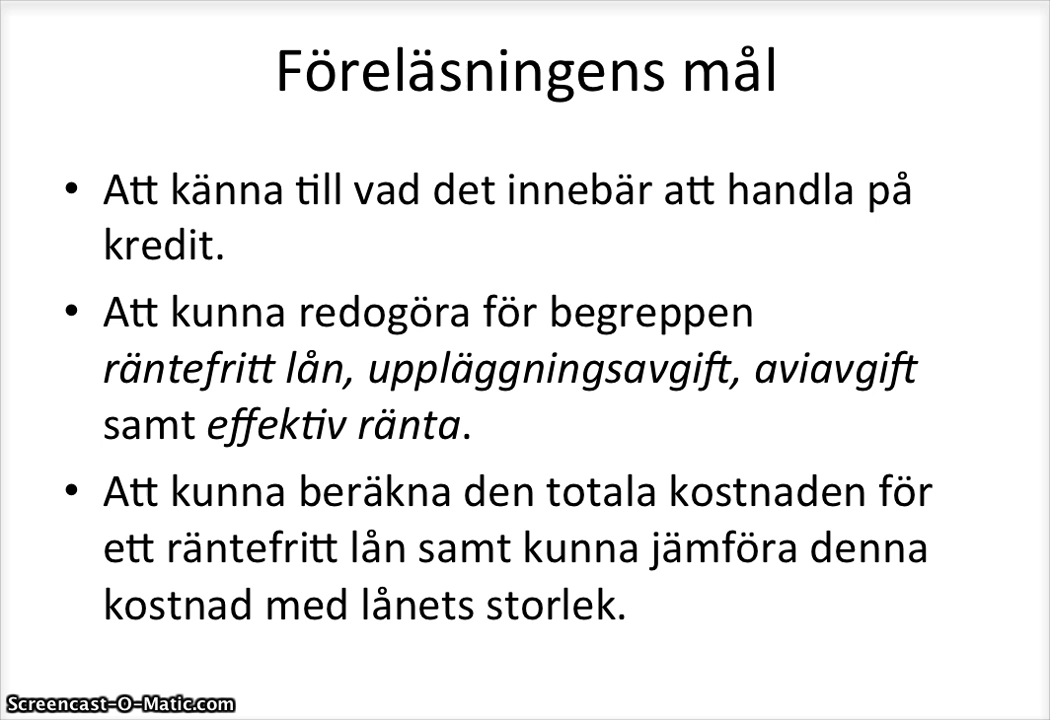 Föreläsningens mål
• Att känna till vad det innebär att handla på
kredit.
• Att kunna redogöra för begreppen
räntefritt lån, uppläggningsavgift, aviavgift
samt effektiv ränta.
• Att kunna beräkna den totala kostnaden för
ett räntefritt lån samt kunna jämföra denna
kostnad med lånets storlek.
Screencast-O-Matic.com